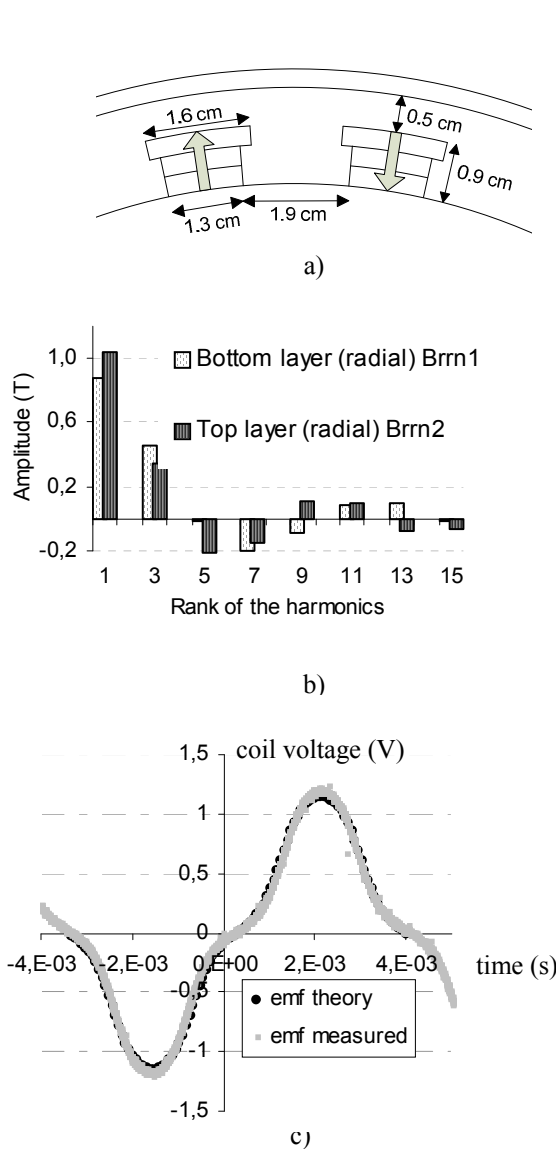 1.6 cm
0.5 cm
0.9 cm
1.3 cm
1.9 cm
a)
Amplitude (T)
1,0
0,6
0,2
-0,2
Bottom layer (radial) Brrn1
Top layer (radial) Brrn2
1 3 5 7 9 11 13 15
Rank of the harmonics
b)
coil voltage (V)
1,5
1
0,5
0
-0,5
-1
-1,5
-4,E-03 -2,E-03 0,E+00 2,E-03 4,E-03
time (s)
emf theory
emf measured
c)